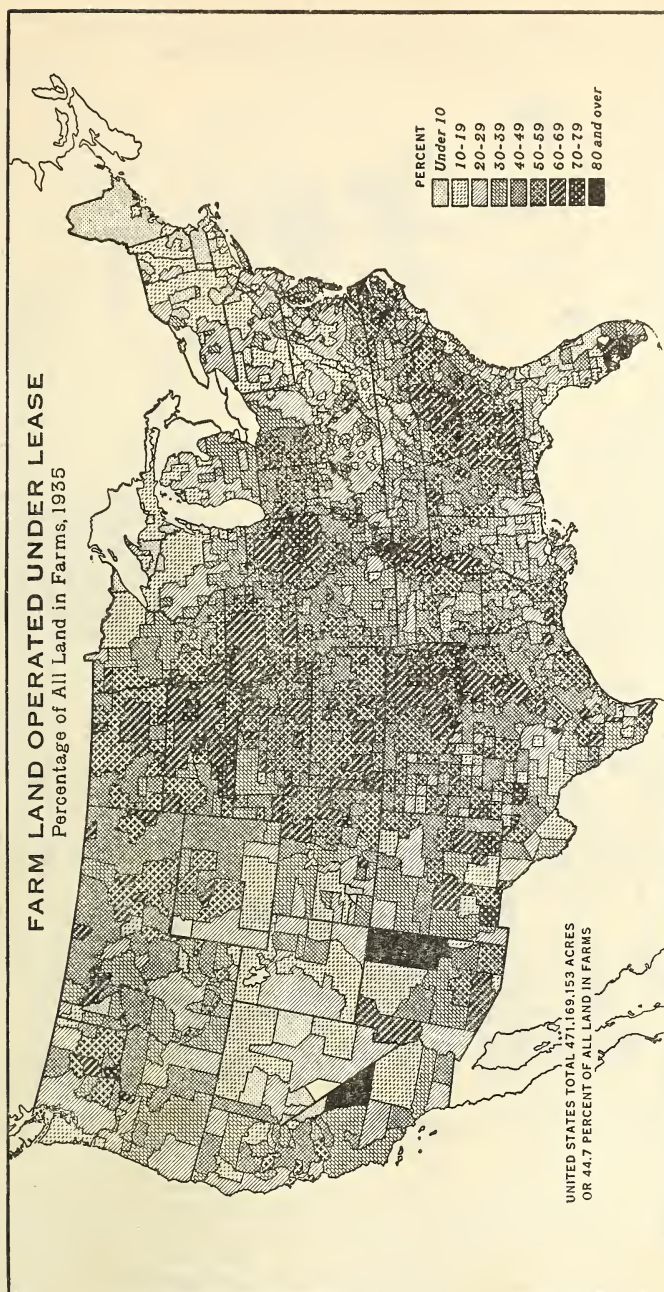 FARM LAND OPERATED UNDER LEASE
Percentage of All Land in Farms, 1935
PERCENT
Under 10
10-19
20-29
30-39
40-49
50-59
60-69
70-79
80 and over
UNITED STATES TOTAL 471,169,153 ACRES
OR 44.7 PERCENT OF ALL LAND IN FARMS